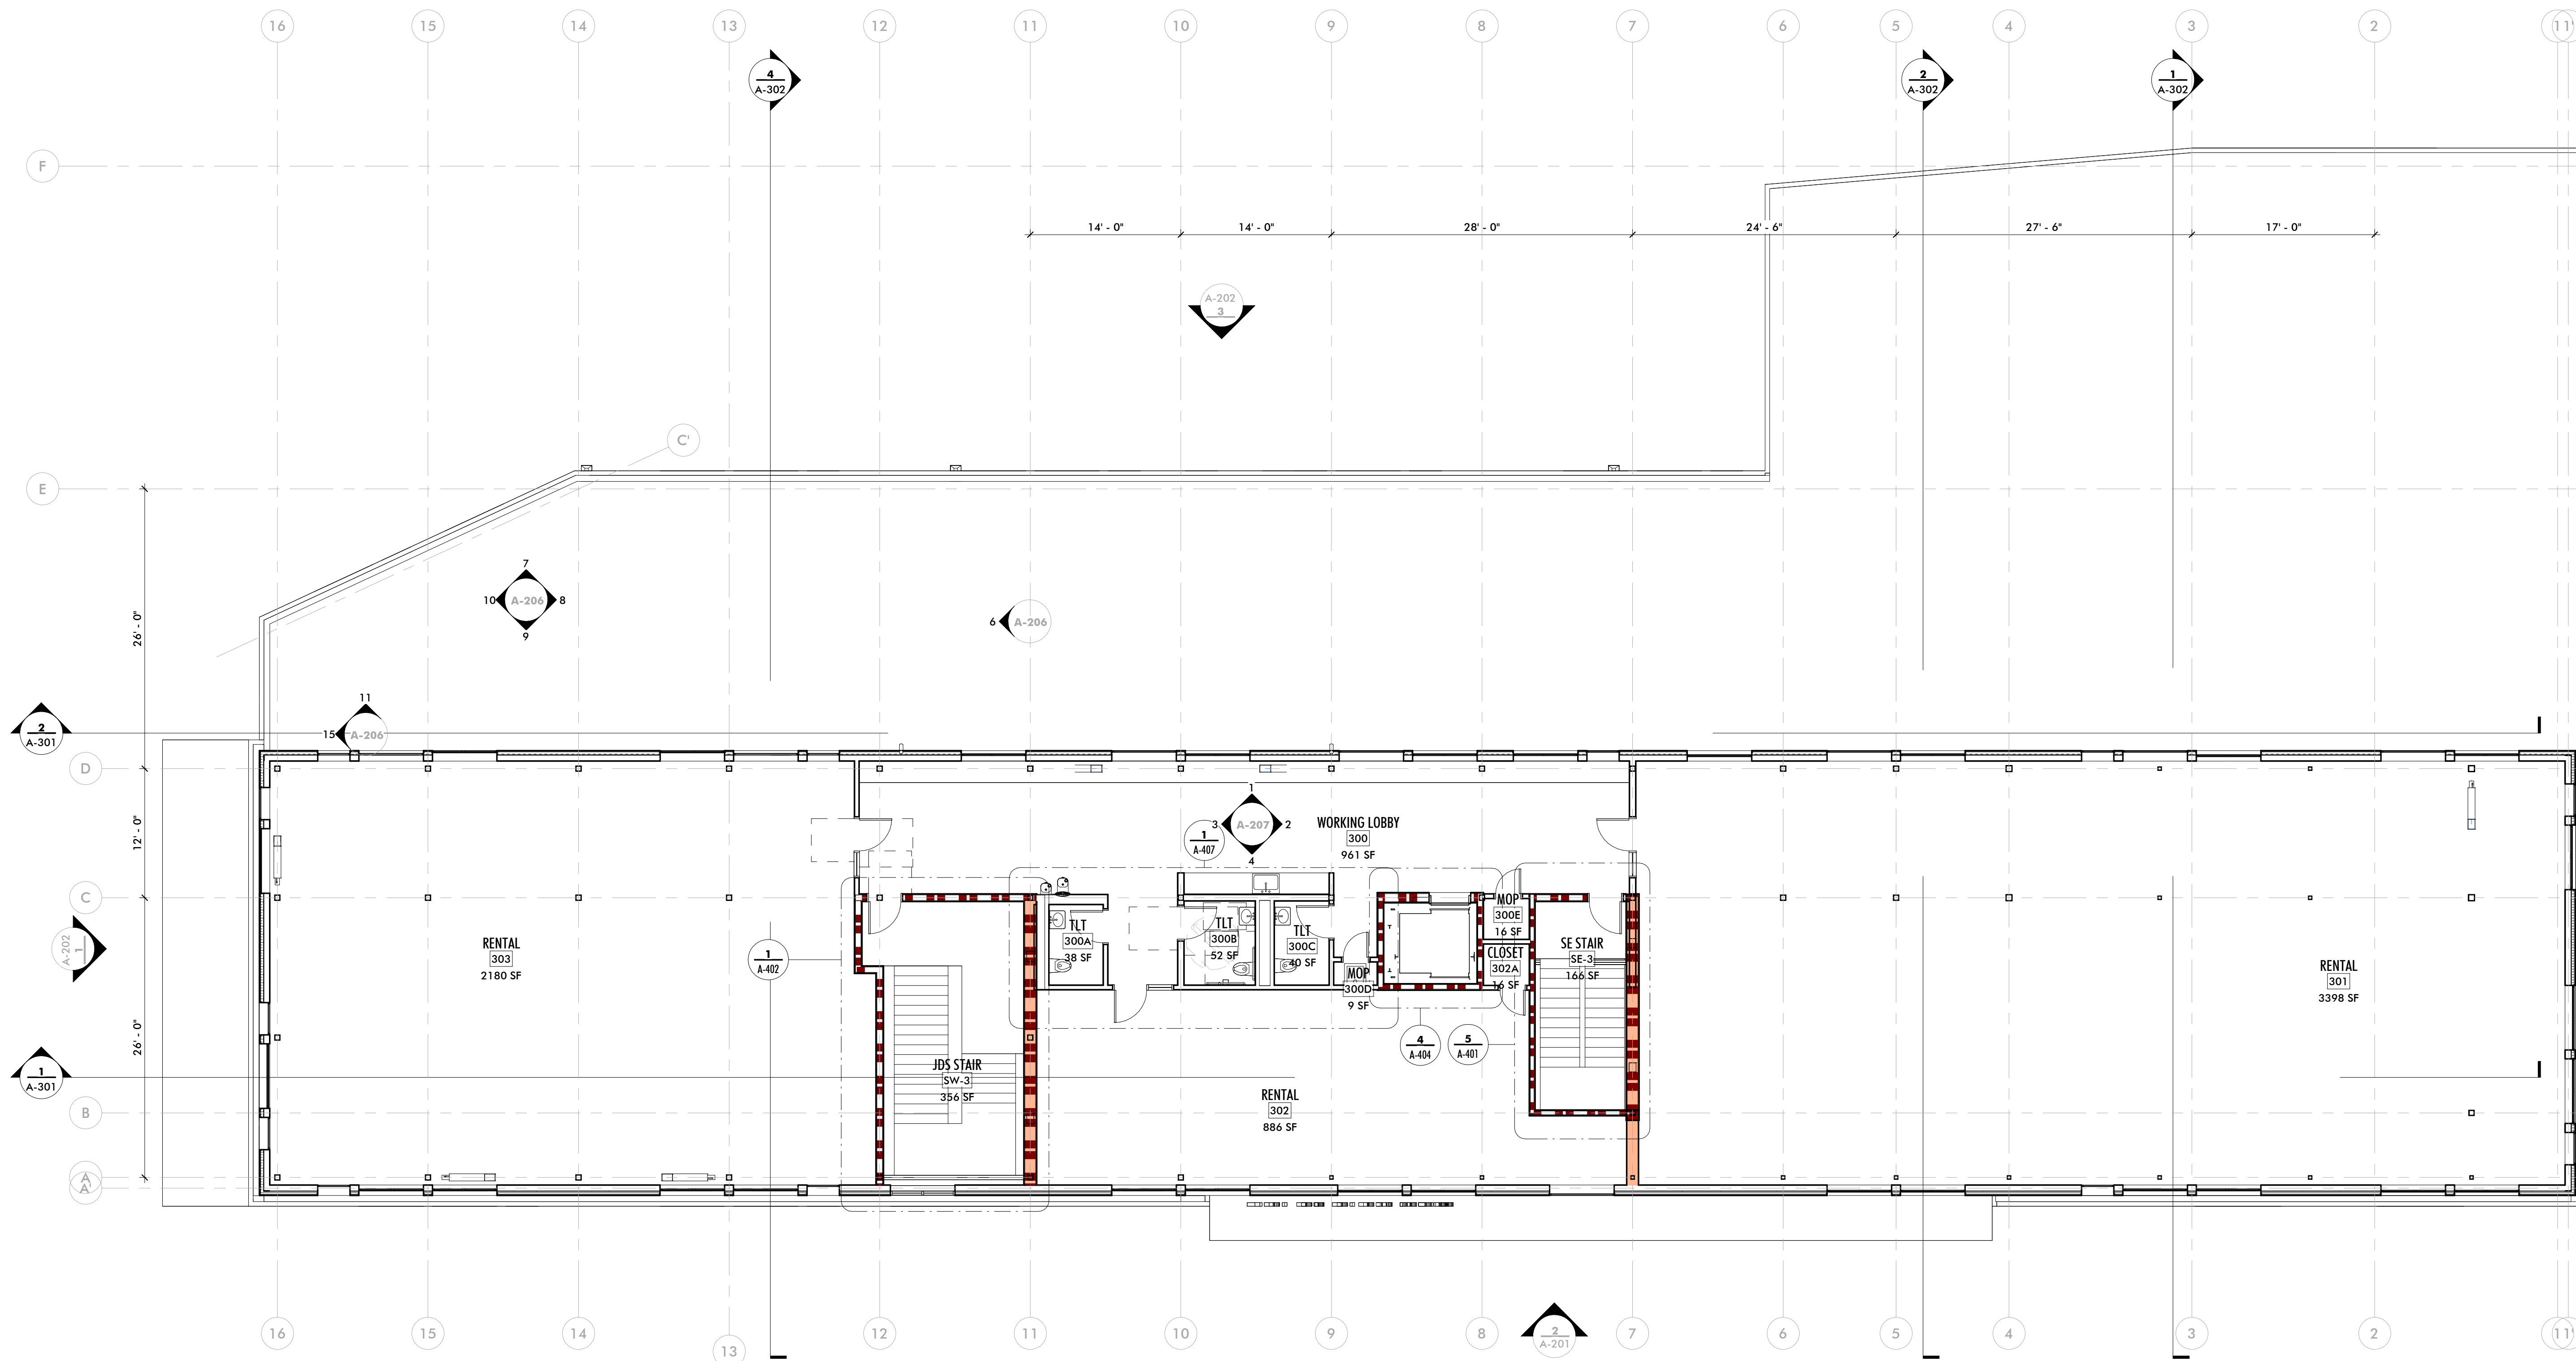 16 15 14 13 12 11 10 9 8 7 6 5 4 3 2 1 1'
4
A-302
2
A-302
1
A-302
F
14' - 0" 14' - 0" 28' - 0" 24' - 6" 27' - 6" 17' - 0"
A-202
3
C'
E
7
10 A-206 8
9
6 A-206
26' - 0"
11
15 A-206
2
A-301
D
12' - 0"
1
3 A-207 2
4
1
A-407
WORKING LOBBY
300
961 SF
C
A-202
1
RENTAL
303
2180 SF
1
A-402
TLT
300A
38 SF
TLT
300B
52 SF
TLT
300C
40 SF
MOP
300D
9 SF
MOP
300E
16 SF
CLOSET
302A
16 SF
SE STAIR
SE-3
166 SF
RENTAL
301
3398 SF
26' - 0"
4
A-404
5
A-401
1
A-301
JDS STAIR
SW-3
356 SF
RENTAL
302
886 SF
B
A
A'
16 15 14 13 12 11 10 9 8 7 6 5 4 3 2 1 1'
2
A-201